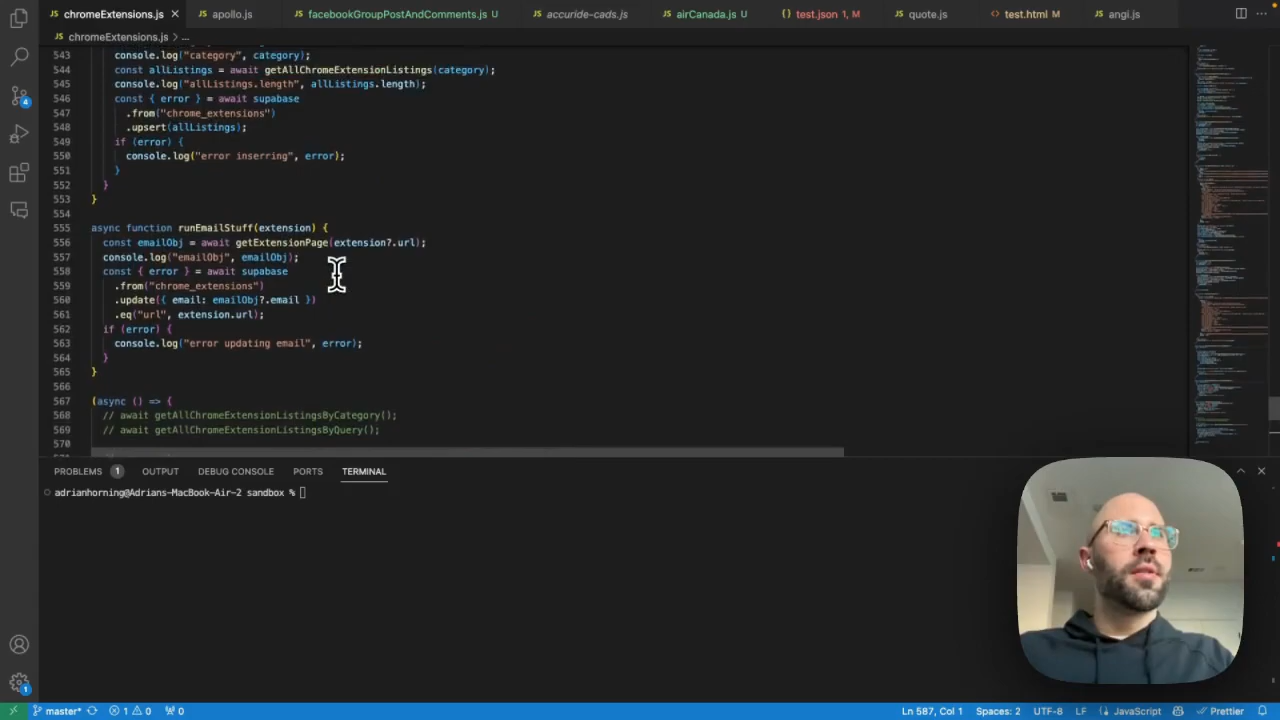 chromeExtensions.js
apollo.js
facebookGroupPostAndComments.js U
accuride-cads.js
airCanada.js U
test.json 1, M
quote.js
test.html M
angi.js
chromeExtensions.js > ...
543 console.log("category", category);
544 const allListings = await getAllChromeExtensionListings(category);
545 console.log("allListings.length", allListings.length);
546 const { error } = await supabase
547 .from("chrome_extensions")
548 .upsert(allListings);
549 if (error) {
550 console.log("error inserring", error);
551 }
552 }
553 }
554
555 async function runEmailStuff(extension) {
556 const emailObj = await getExtensionPage(extension?.url);
557 console.log("emailObj", emailObj);
558 const { error } = await supabase
559 .from("chrome_extensions")
560 .update({ email: emailObj?.email })
561 .eq("url", extension.url);
562 if (error) {
563 console.log("error updating email", error);
564 }
565 }
566
567 (async () => {
568 // await getAllChromeExtensionListingsByCategory();
569 // await getAllChromeExtensionListingsByQuery();
570
PROBLEMS 1 OUTPUT DEBUG CONSOLE PORTS TERMINAL
adrianhorning@Adrians-MacBook-Air-2 sandbox %
4
1
master* 1 0 0 Ln 587, Col 1 Spaces: 2 UTF-8 LF JavaScript Prettier